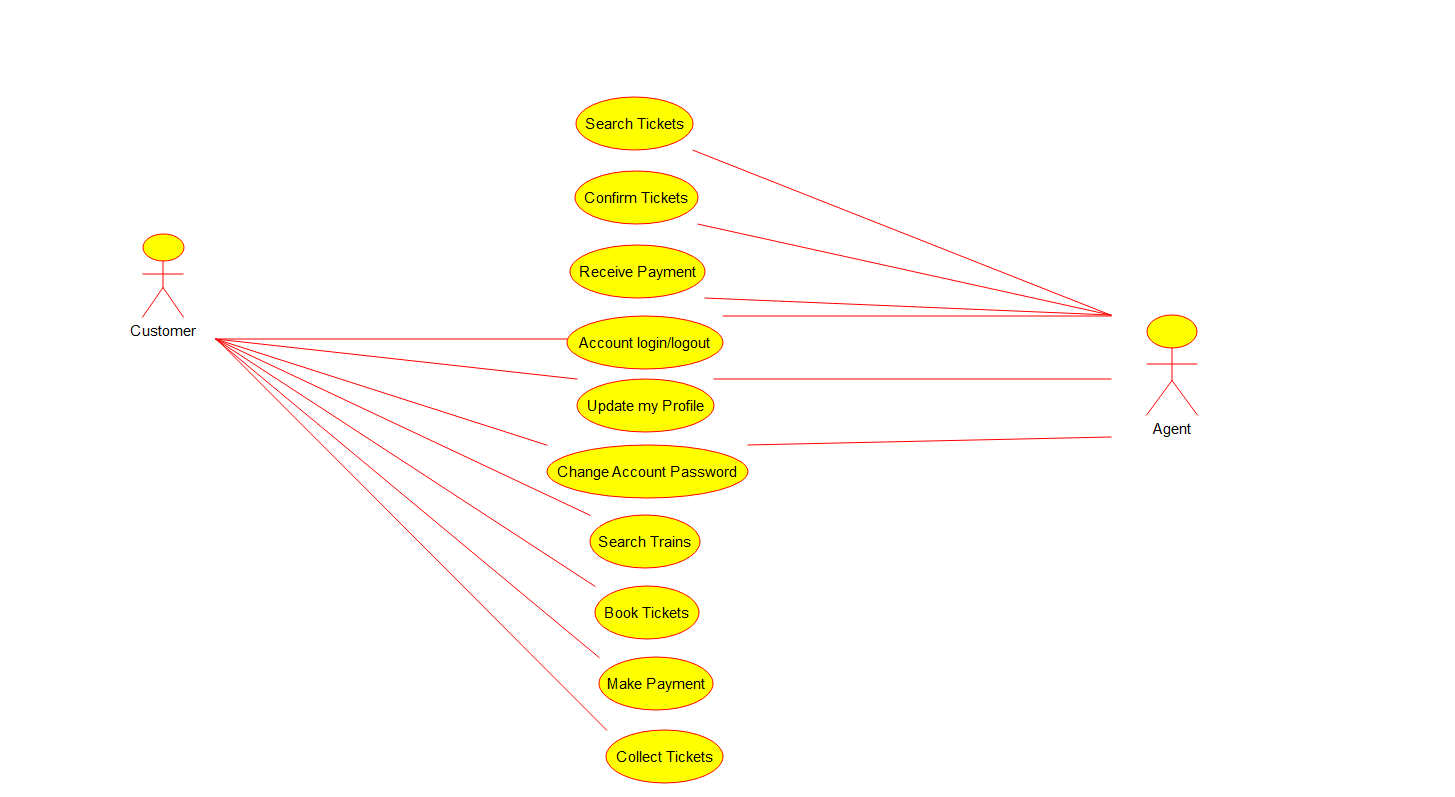 Search Tickets
Confirm Tickets
Receive Payment
Customer
Account login/logout
Update my Profile
Agent
Change Account Password
Search Trains
Book Tickets
Make Payment
Collect Tickets